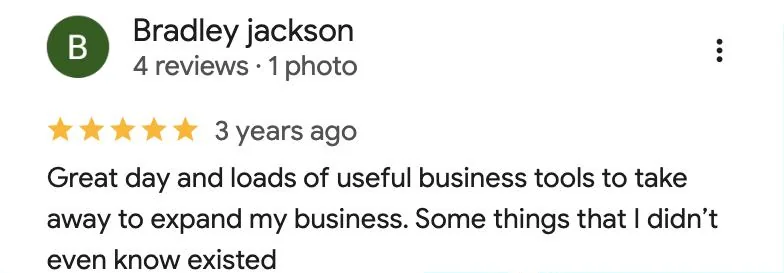 B
Bradley jackson
4 reviews · 1 photo
3 years ago
Great day and loads of useful business tools to take
away to expand my business. Some things that I didn’t
even know existed